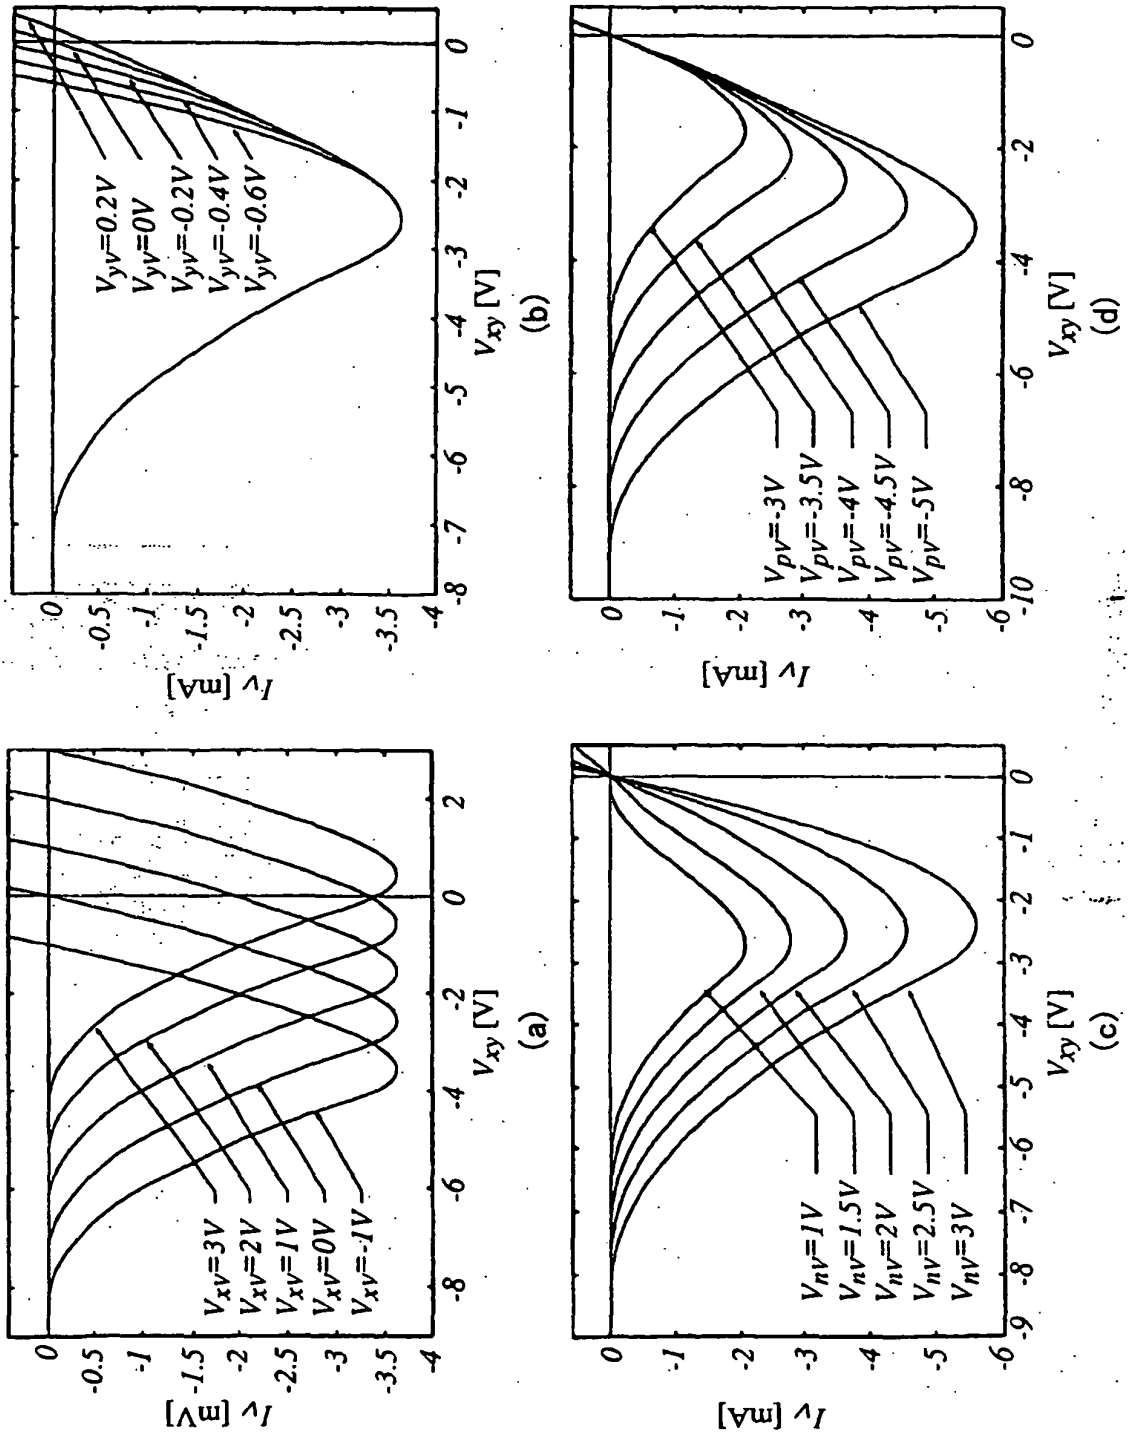 I_V [mV]
0
-0.5
-1
-1.5
-2
-2.5
-3
-3.5
-4
V_xv=3V
V_xv=2V
V_xv=1V
V_xv=0V
V_xv=-1V
-8 -6 -4 -2 0 2
V_xy [V]
(a)
I_V [mA]
0
-0.5
-1
-1.5
-2
-2.5
-3
-3.5
-4
V_yv=0.2V
V_yv=0V
V_yv=-0.2V
V_yv=-0.4V
V_yv=-0.6V
-8 -7 -6 -5 -4 -3 -2 -1 0
V_xy [V]
(b)
I_V [mA]
0
-1
-2
-3
-4
-5
-6
V_nv=1V
V_nv=1.5V
V_nv=2V
V_nv=2.5V
V_nv=3V
-9 -8 -7 -6 -5 -4 -3 -2 -1 0
V_xy [V]
(c)
I_V [mA]
0
-1
-2
-3
-4
-5
-6
V_pv=-3V
V_pv=-3.5V
V_pv=-4V
V_pv=-4.5V
V_pv=-5V
-10 -8 -6 -4 -2 0
V_xy [V]
(d)